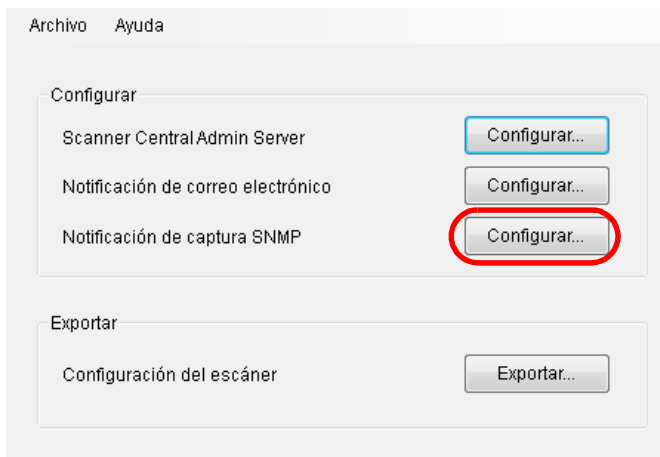 Archivo Ayuda
Configurar
Scanner Central Admin Server Configurar...
Notificación de correo electrónico Configurar...
Notificación de captura SNMP Configurar...
Exportar
Configuración del escáner Exportar...